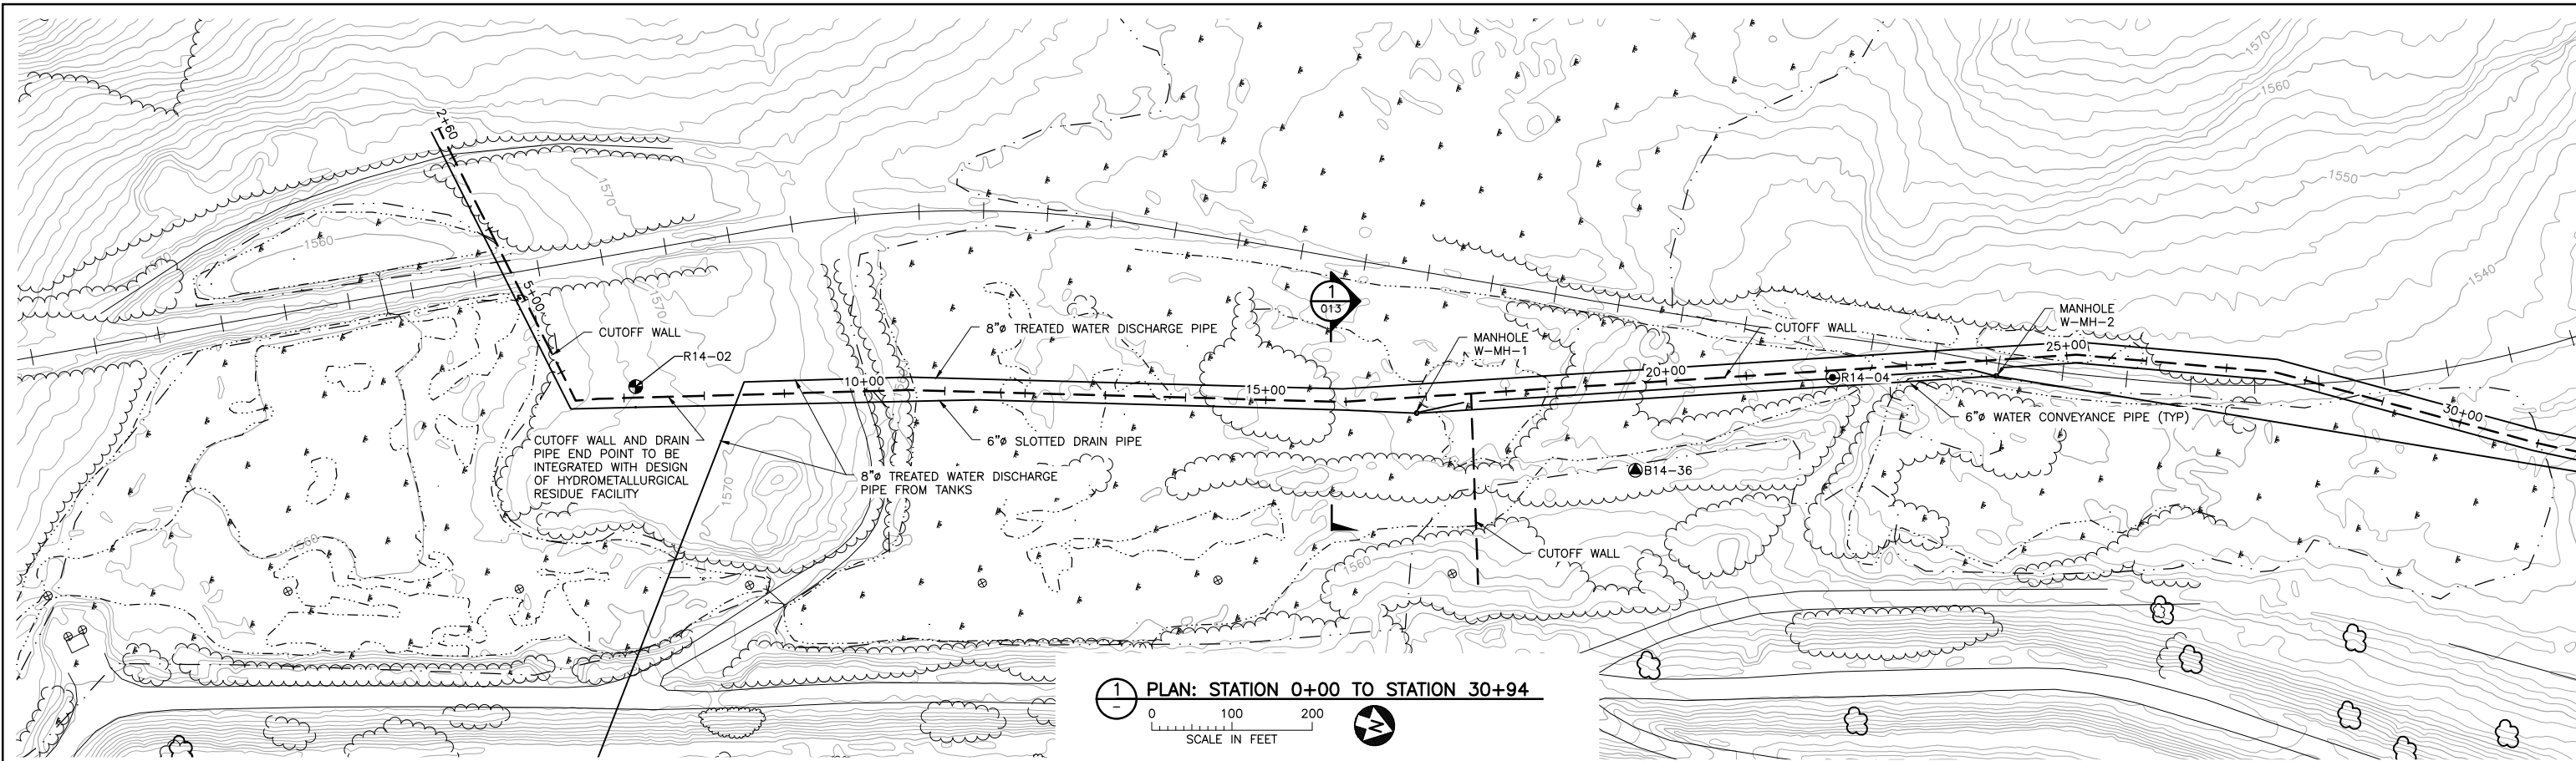 1570
1560
2+60
1550
1570
1560
1540
5+00
1570
1
013
CUTOFF WALL
8"ø TREATED WATER DISCHARGE PIPE
MANHOLE
W-MH-1
CUTOFF WALL
MANHOLE
W-MH-2
25+00
R14-02
10+00
15+00
20+00
R14-04
30+00
6"ø WATER CONVEYANCE PIPE (TYP)
CUTOFF WALL AND DRAIN
PIPE END POINT TO BE
INTEGRATED WITH DESIGN
OF HYDROMETALLURGICAL
RESIDUE FACILITY
6"ø SLOTTED DRAIN PIPE
8"ø TREATED WATER DISCHARGE
PIPE FROM TANKS
B14-36
1570
1560
1560
CUTOFF WALL
1
–
PLAN: STATION 0+00 TO STATION 30+94
0 100 200
SCALE IN FEET
N